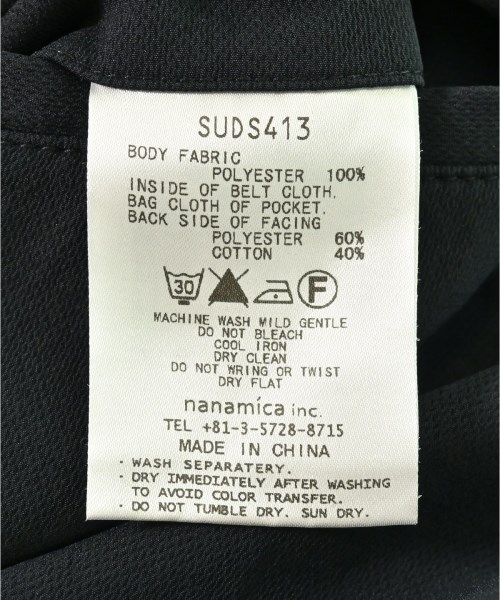 SUDS413
BODY FABRIC
POLYESTER 100%
INSIDE OF BELT CLOTH.
BAG CLOTH OF POCKET.
BACK SIDE OF FACING
POLYESTER 60%
COTTON 40%
30 F
MACHINE WASH MILD GENTLE
DO NOT BLEACH
COOL IRON
DRY CLEAN
DO NOT WRING OR TWIST
DRY FLAT
nanamica inc.
TEL +81-3-5728-8715
MADE IN CHINA
· WASH SEPARATERY.
· DRY IMMEDIATELY AFTER WASHING
TO AVOID COLOR TRANSFER.
· DO NOT TUMBLE DRY. SUN DRY.